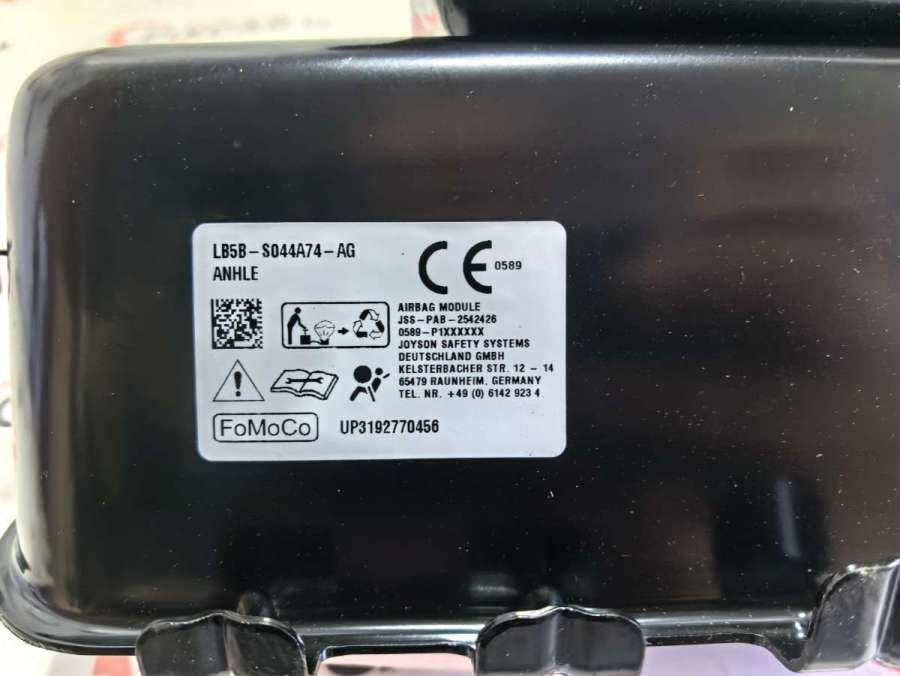 LB5B-S044A74-AG
ANHLE
CE 0589
AIRBAG MODULE
JSS-PAB-2542426
0589-P1XXXXXX
JOYSON SAFETY SYSTEMS
DEUTSCHLAND GMBH
KELSTERBACHER STR. 12 - 14
65479 RAUNHEIM, GERMANY
TEL. NR. +49 (0) 6142 923 4
FoMoCo
UP3192770456